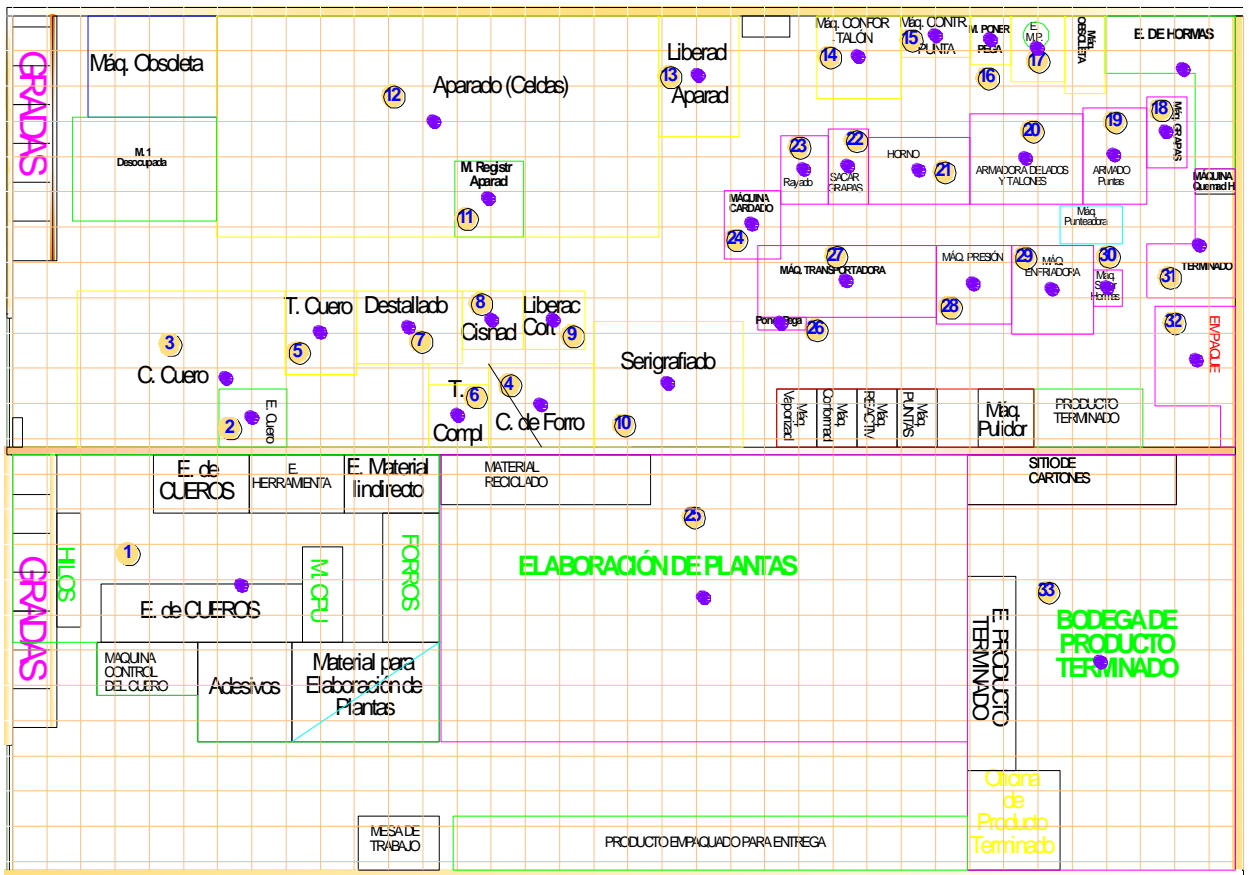 GRADAS
Máq. Obsoleta
M. 1
Desocupada
12
Aparado (Celdas)
M. Registr
Aparad
11
13
Liberad
Aparad
Máq. CONFOR
TALÓN
14
Máq. CONTR
PUNTA
15
M. PONER
PEGA
16
E.
M.P.
17
Máq.
OBSOLETA
E. DE HORMAS
18
Máq. GRAPAS
19
ARMADO
Puntas
20
ARMADORA DE LADOS
Y TALONES
HORNO
21
22
SACAR
GRAPAS
23
Rayado
MÁQUINA
Quemad H
MÁQUINA
CARDADO
24
Máq.
Punteadora
27
MÁQ. TRANSPORTADORA
MÁQ. PRESIÓN
28
29
MÁQ.
ENFRIADORA
30
Máq.
Hormas
TERMINADO
31
32
EMPAQUE
26
3
C. Cuero
T. Cuero
5
Destallado
7
8
Cisnad
Liberac
Cort
9
Serigrafiado
10
2
E. Cuero
T.
6
Compl
4
C. de Forro
Máq.
Vaporizad
Máq.
Conformad
Máq.
REACTIV
Máq.
PUNTAS
Máq.
Pulidor
PRODUCTO
TERMINADO
GRADAS
HILOS
1
E. de
CUEROS
E.
HERRAMIENTA
E. Material
Iindirecto
MATERIAL
RECICLADO
SITIO DE
CARTONES
E. de CUEROS
M. CPU
FORROS
25
ELABORACIÓN DE PLANTAS
33
BODEGA DE
PRODUCTO
TERMINADO
E. PRODUCTO
TERMINADO
MAQUINA
CONTROL
DEL CUERO
Adesivos
Material para
Elaboración de
Plantas
Oficina
de
Producto
Terminado
MESA DE
TRABAJO
PRODUCTO EMPAQUADO PARA ENTREGA